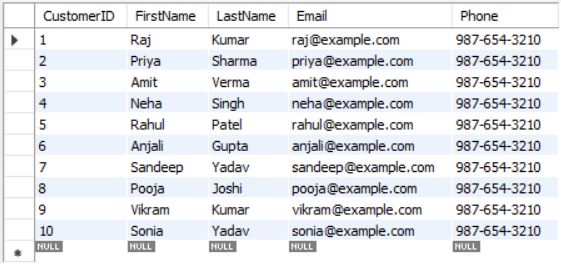 CustomerID FirstName LastName Email Phone
1 Raj Kumar raj@example.com 987-654-3210
2 Priya Sharma priya@example.com 987-654-3210
3 Amit Verma amit@example.com 987-654-3210
4 Neha Singh neha@example.com 987-654-3210
5 Rahul Patel rahul@example.com 987-654-3210
6 Anjali Gupta anjali@example.com 987-654-3210
7 Sandeep Yadav sandeep@example.com 987-654-3210
8 Pooja Joshi pooja@example.com 987-654-3210
9 Vikram Kumar vikram@example.com 987-654-3210
10 Sonia Yadav sonia@example.com 987-654-3210
NULL NULL NULL NULL NULL